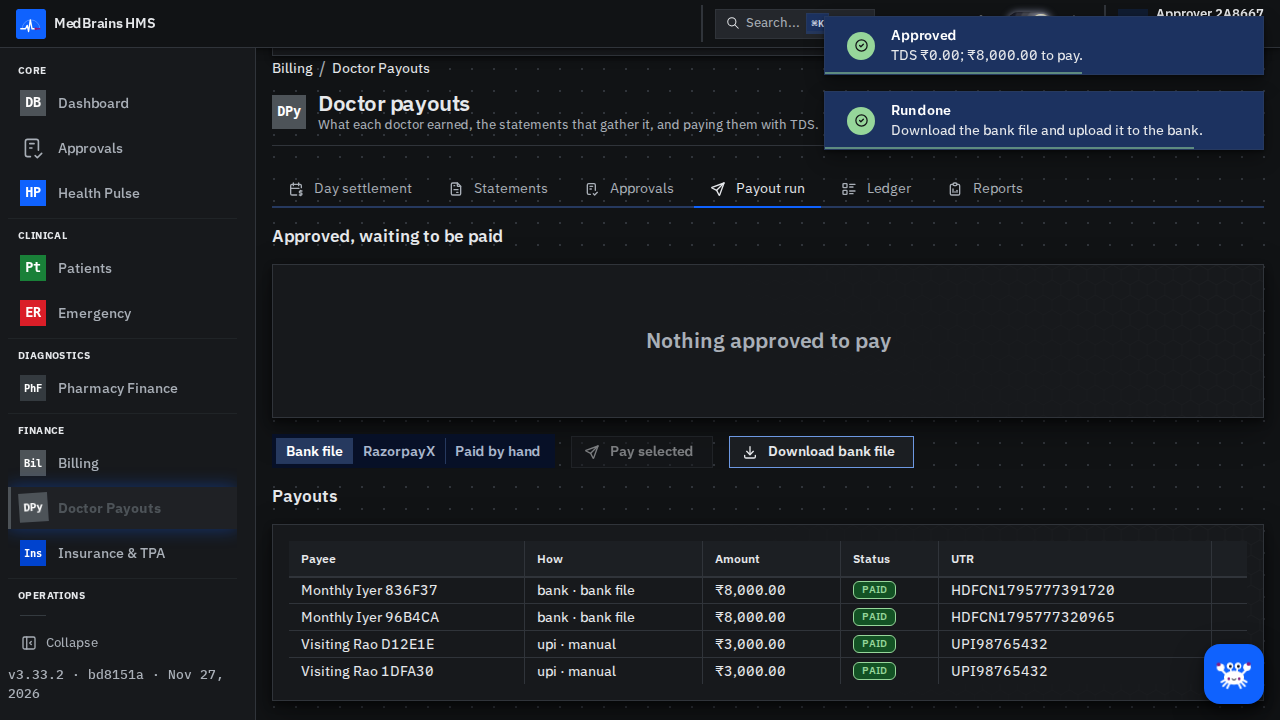 MedBrains HMS
Search...
⌘K
Approved
TDS ₹0.00; ₹8,000.00 to pay.
Run done
Download the bank file and upload it to the bank.
CORE
DB Dashboard
Approvals
HP Health Pulse
CLINICAL
Pt Patients
ER Emergency
DIAGNOSTICS
PhF Pharmacy Finance
FINANCE
Bil Billing
DPy Doctor Payouts
Ins Insurance & TPA
OPERATIONS
Collapse
v3.33.2 · bd8151a · Nov 27,
2026
Billing / Doctor Payouts
DPy
Doctor payouts
What each doctor earned, the statements that gather it, and paying them with TDS.
Day settlement Statements Approvals Payout run Ledger Reports
Approved, waiting to be paid
Nothing approved to pay
Bank file RazorpayX Paid by hand Pay selected Download bank file
Payouts
Payee How Amount Status UTR
Monthly Iyer 836F37 bank · bank file ₹8,000.00 PAID HDFCN1795777391720
Monthly Iyer 96B4CA bank · bank file ₹8,000.00 PAID HDFCN1795777320965
Visiting Rao D12E1E upi · manual ₹3,000.00 PAID UPI98765432
Visiting Rao 1DFA30 upi · manual ₹3,000.00 PAID UPI98765432